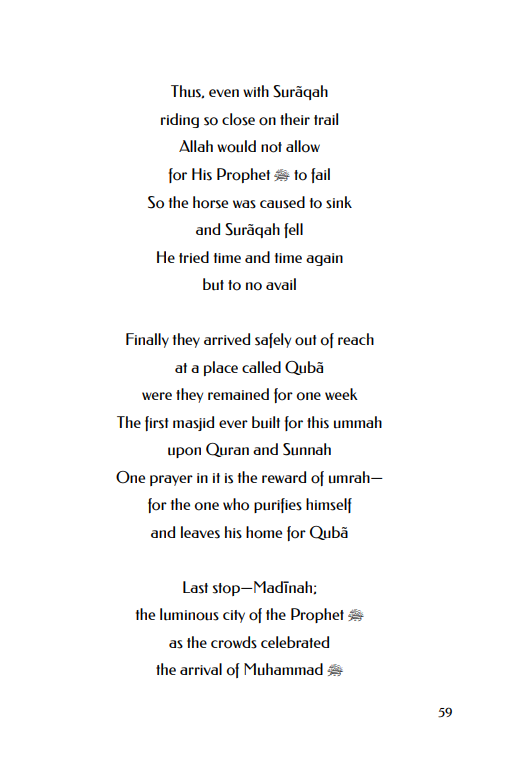 Thus, even with Surãqah
riding so close on their trail
Allah would not allow
for His Prophet ﷺ to fail
So the horse was caused to sink
and Surãqah fell
He tried time and time again
but to no avail
Finally they arrived safely out of reach
at a place called Qubã
were they remained for one week
The first masjid ever built for this ummah
upon Quran and Sunnah
One prayer in it is the reward of umrah—
for the one who purifies himself
and leaves his home for Qubã
Last stop—Madīnah;
the luminous city of the Prophet ﷺ
as the crowds celebrated
the arrival of Muhammad ﷺ
59